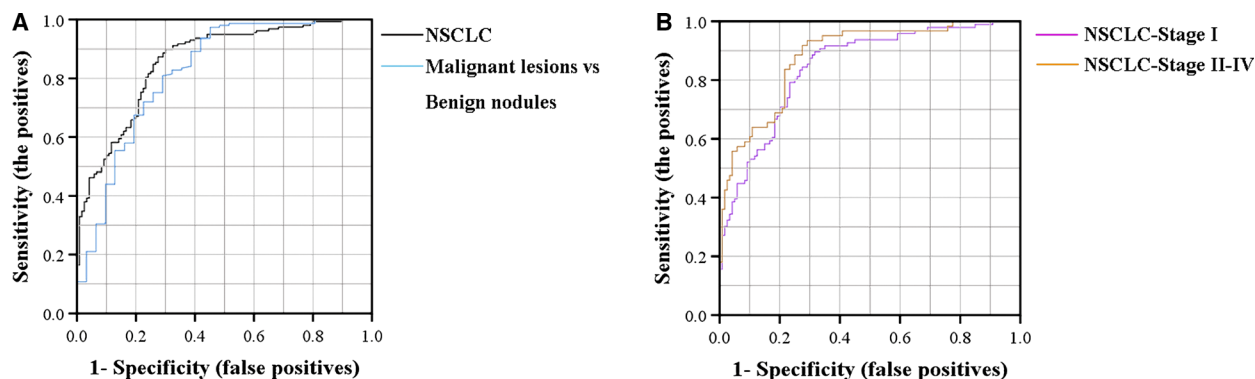 A
NSCLC
Malignant lesions vs
Benign nodules
Sensitivity (the positives)
1.0
0.8
0.6
0.4
0.2
0.0
0.0 0.2 0.4 0.6 0.8 1.0
1- Specificity (false positives)
B
NSCLC-Stage I
NSCLC-Stage II-IV
Sensitivity (the positives)
1.0
0.8
0.6
0.4
0.2
0.0
0.0 0.2 0.4 0.6 0.8 1.0
1- Specificity (false positives)